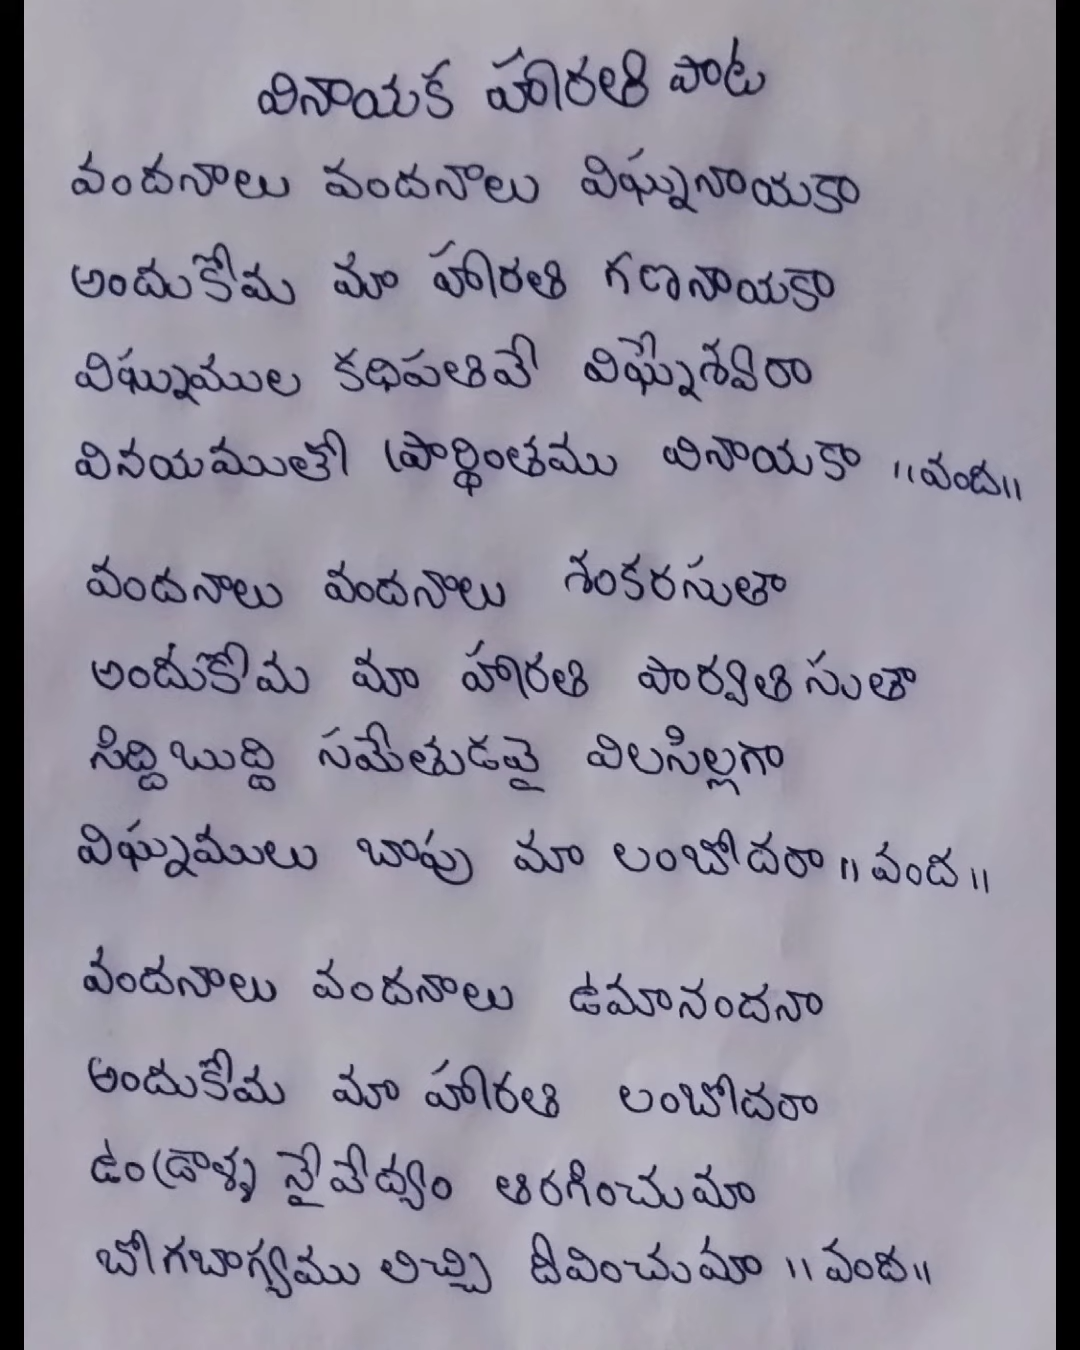 వినాయక హారతి పాట
వందనాలు వందనాలు విఘ్ననాయకా
అందుకోమ మా హారతి గణనాయకా
విఘ్నముల కధిపతివే విఘ్నేశ్వరా
వినయముతో ప్రార్థింతము వినాయకా ॥వంద॥
వందనాలు వందనాలు శంకరసుతా
అందుకోమ మా హారతి పార్వతి సుతా
సిద్ది బుద్ది సమేతుడవై విలసిల్లగా
విఘ్నములు బాపు మా లంబోదరా ॥వంద॥
వందనాలు వందనాలు ఉమానందనా
అందుకోమ మా హారతి లంబోదరా
ఉండ్రాళ్ళ నైవేద్యం ఆరగించుమా
బోగబాగ్యము లిచ్చి దీవించుమా ॥వంద॥